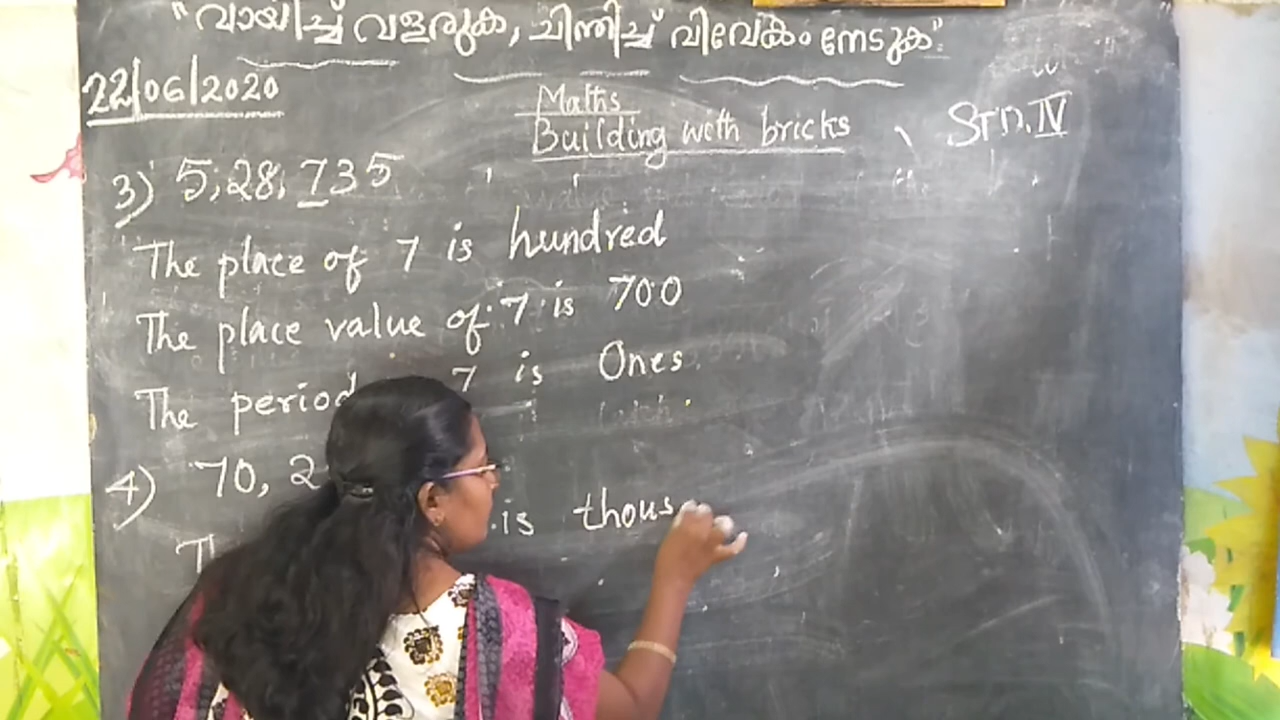 "വായിച്ച് വളരുക, ചിന്തിച്ച് വിവേകം നേടുക".
22/06/2020
Maths
Building with bricks
STD. IV
3) 5,28,735
The place of 7 is hundred
The place value of 7 is 700
The period 7 is Ones
4) 70, 2
is thous